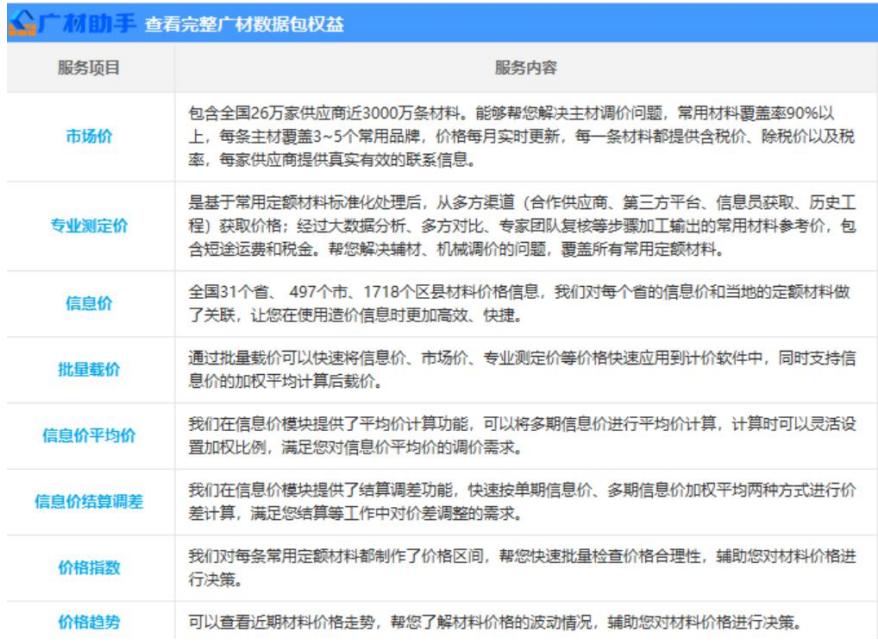 广材助手 查看完整广材数据包权益
服务项目 服务内容
市场价
包含全国26万家供应商近3000万条材料。能够帮您解决主材调价问题，常用材料覆盖率90%以
上，每条主材覆盖3~5个常用品牌，价格每月实时更新，每一条材料都提供含税价、除税价以及税
率，每家供应商提供真实有效的联系信息。
专业测定价
是基于常用定额材料标准化处理后，从多方渠道（合作供应商、第三方平台、信息员获取、历史工
程）获取价格；经过大数据分析、多方对比、专家团队复核等步骤加工输出的常用材料参考价，包
含短途运费和税金。帮您解决辅材、机械调价的问题，覆盖所有常用定额材料。
信息价
全国31个省、 497个市、1718个区县材料价格信息，我们对每个省的信息价和当地的定额材料做
了关联，让您在使用造价信息时更加高效、快捷。
批量载价
通过批量载价可以快速将信息价、市场价、专业测定价等价格快速应用到计价软件中，同时支持信
息价的加权平均计算后载价。
信息价平均价
我们在信息价模块提供了平均价计算功能，可以将多期信息价进行平均价计算，计算时可以灵活设
置加权比例，满足您对信息价平均价的调价需求。
信息价结算调差
我们在信息价模块提供了结算调差功能，快速按单期信息价、多期信息价加权平均两种方式进行价
差计算，满足您结算等工作中对价差调整的需求。
价格指数
我们对每条常用定额材料都制作了价格区间，帮您快速批量检查价格合理性，辅助您对材料价格进
行决策。
价格趋势
可以查看近期材料价格走势，帮您了解材料价格的波动情况，辅助您对材料价格进行决策。